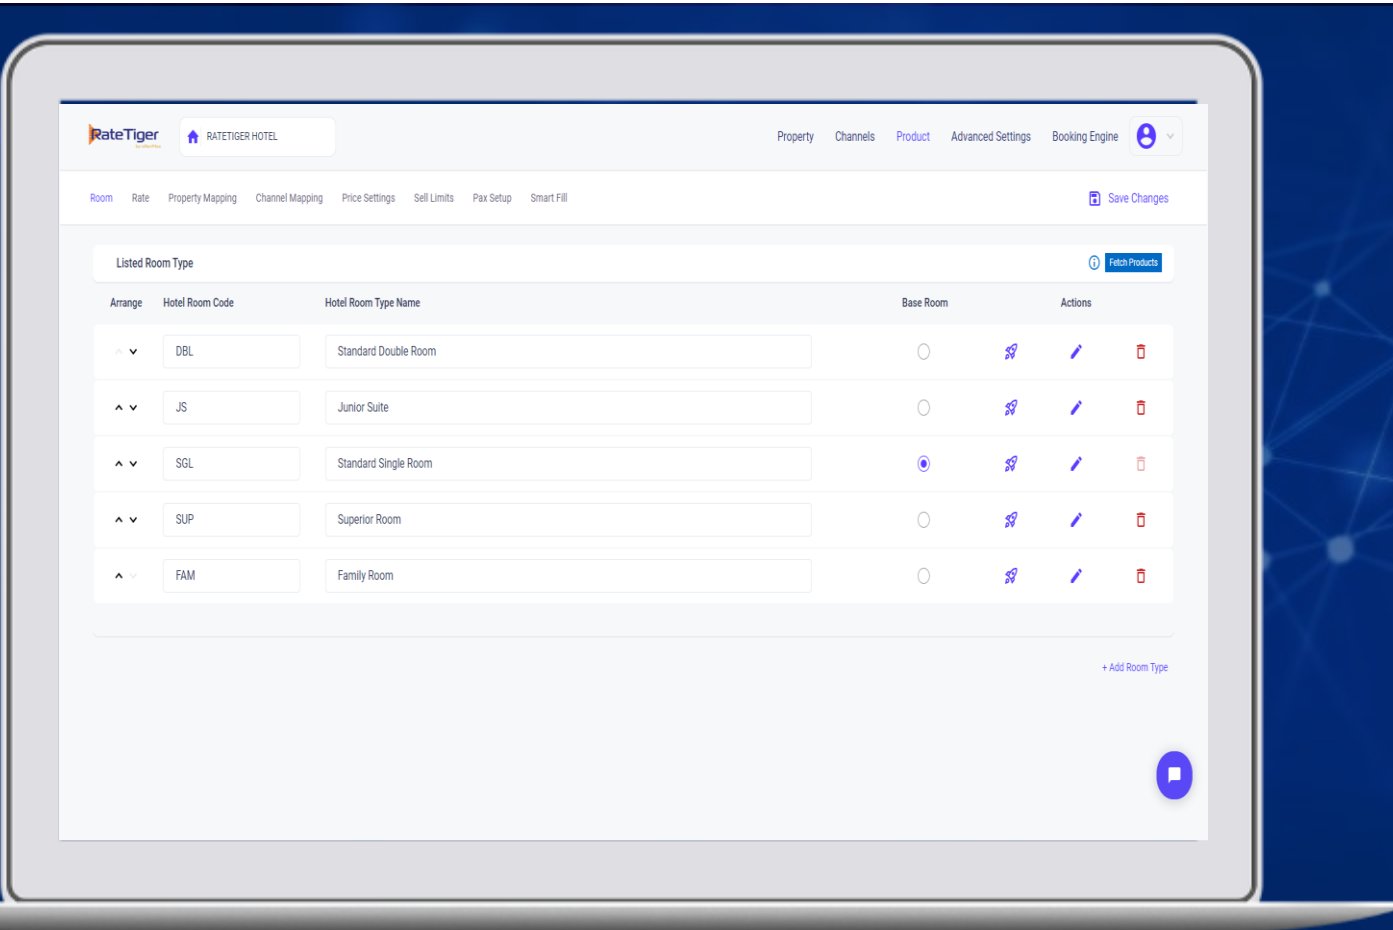 RateTiger
RATETIGER HOTEL
Property Channels Product Advanced Settings Booking Engine
Room Rate Property Mapping Channel Mapping Price Settings Sell Limits Pax Setup Smart Fill Save Changes
Listed Room Type Fetch Products
Arrange Hotel Room Code Hotel Room Type Name Base Room Actions
DBL Standard Double Room
JS Junior Suite
SGL Standard Single Room
SUP Superior Room
FAM Family Room
+ Add Room Type